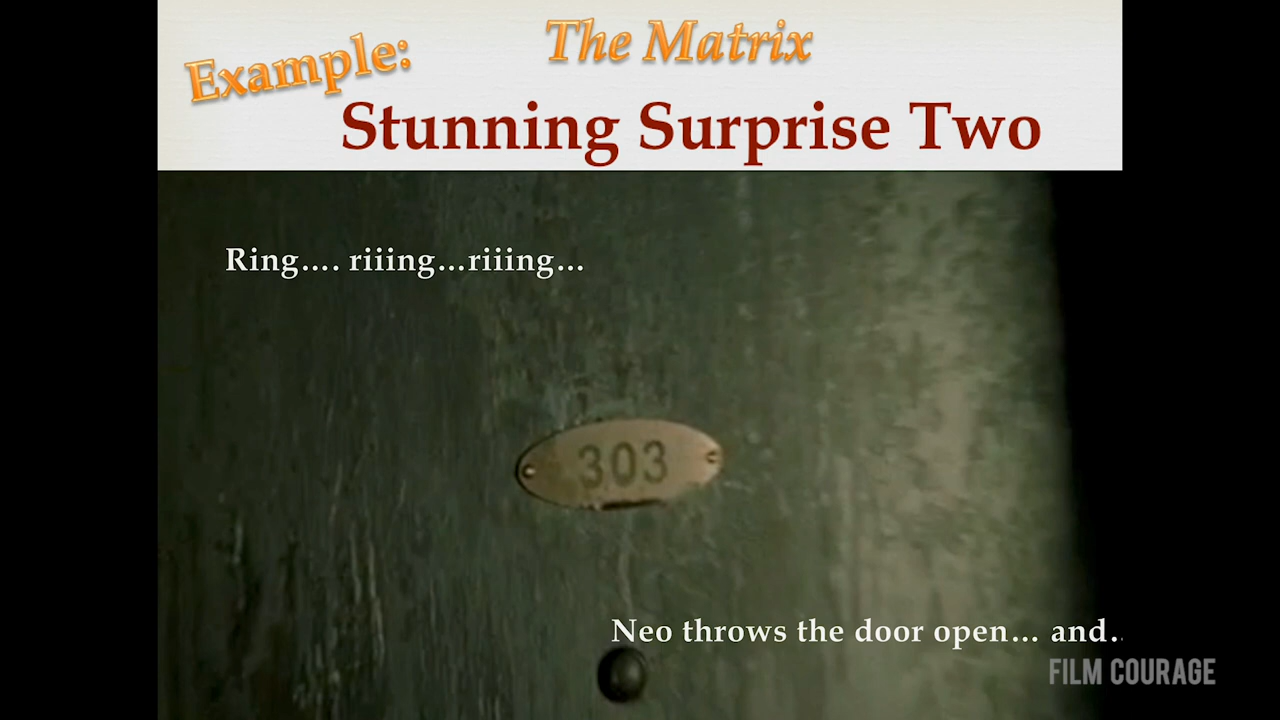 The Matrix
Example:
Stunning Surprise Two
Ring…. riiing…riiing…
303
Neo throws the door open… and..
FILM COURAGE